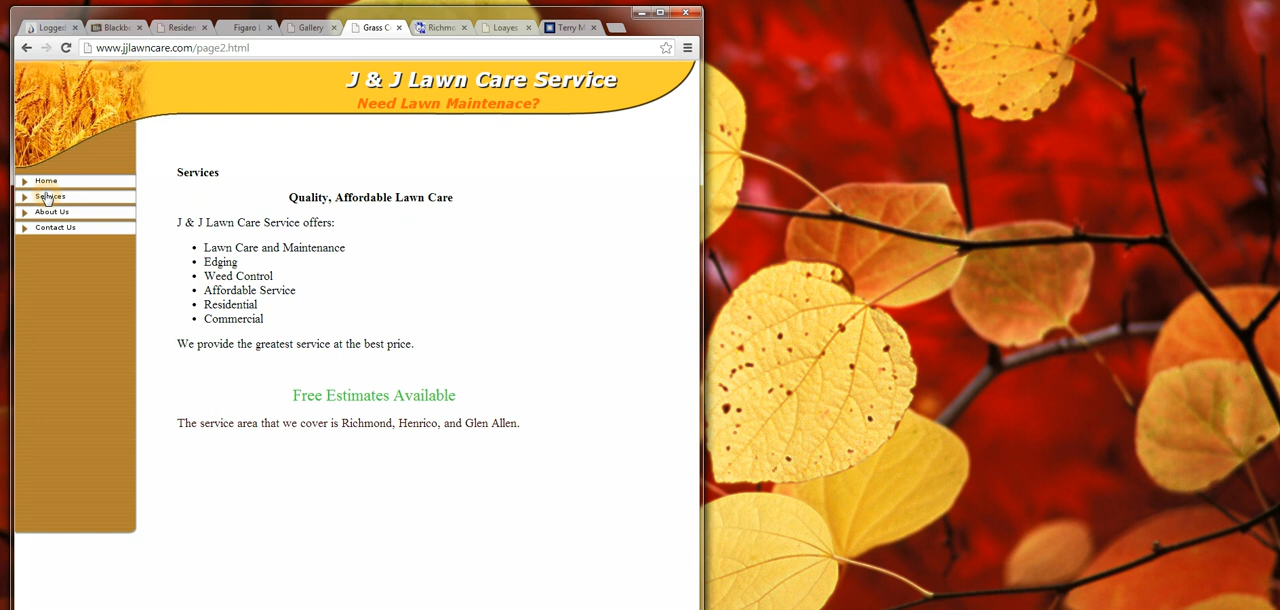 Logged
Blackb
Residen
Figaro
Gallery
Grass C
Richmo
Loayes
Terry M
www.jjlawncare.com/page2.html
J & J Lawn Care Service
Need Lawn Maintenace?
Home
Services
About Us
Contact Us
Services
Quality, Affordable Lawn Care
J & J Lawn Care Service offers:
Lawn Care and Maintenance
Edging
Weed Control
Affordable Service
Residential
Commercial
We provide the greatest service at the best price.
Free Estimates Available
The service area that we cover is Richmond, Henrico, and Glen Allen.